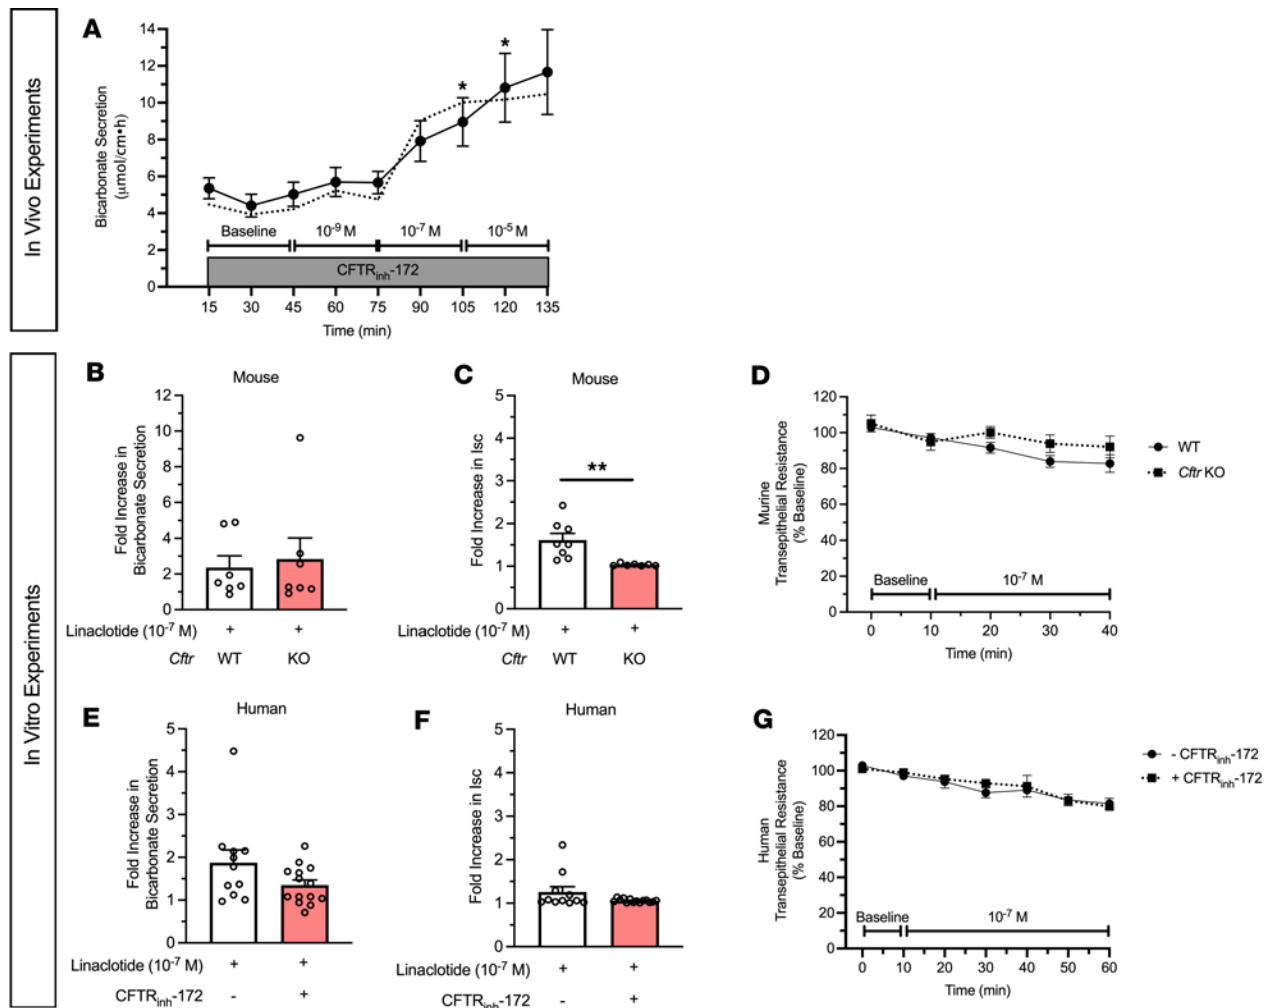 In Vivo Experiments
A
Bicarbonate Secretion
(μmol/cm•h)
14
12
10
8
6
4
2
0
*
*
Baseline
10⁻⁹ M
10⁻⁷ M
10⁻⁵ M
CFTRinh-172
15 30 45 60 75 90 105 120 135
Time (min)
In Vitro Experiments
B
Mouse
Fold Increase in
Bicarbonate Secretion
12
10
8
6
4
2
0
Linaclotide (10⁻⁷ M) + +
Cftr WT KO
C
Mouse
Fold Increase in Isc
5
4
3
2
1
0
**
Linaclotide (10⁻⁷ M) + +
Cftr WT KO
D
Murine
Transepithelial Resistance
(% Baseline)
120
100
80
60
40
20
0
Baseline
10⁻⁷ M
0 10 20 30 40
Time (min)
WT
Cftr KO
E
Human
Fold Increase in
Bicarbonate Secretion
5
4
3
2
1
0
Linaclotide (10⁻⁷ M) + +
CFTRinh-172 - +
F
Human
Fold Increase in Isc
5
4
3
2
1
0
Linaclotide (10⁻⁷ M) + +
CFTRinh-172 - +
G
Human
Transepithelial Resistance
(% Baseline)
120
100
80
60
40
20
0
Baseline
10⁻⁷ M
0 10 20 30 40 50 60
Time (min)
- CFTRinh-172
+ CFTRinh-172